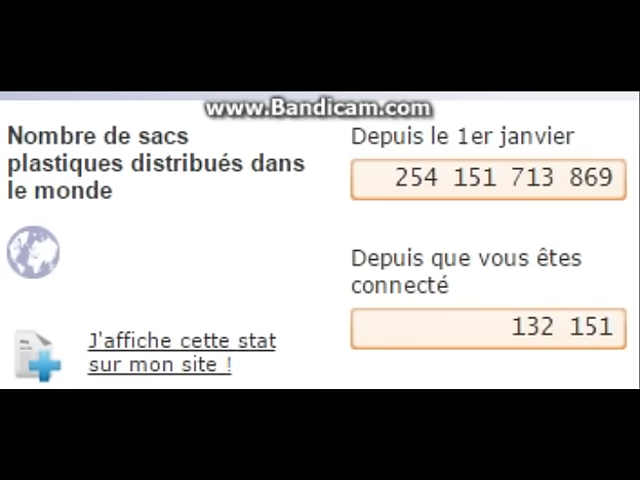 www.Bandicam.com
Nombre de sacs
plastiques distribués dans
le monde
Depuis le 1er janvier
254 151 713 869
Depuis que vous êtes
connecté
132 151
J'affiche cette stat
sur mon site !